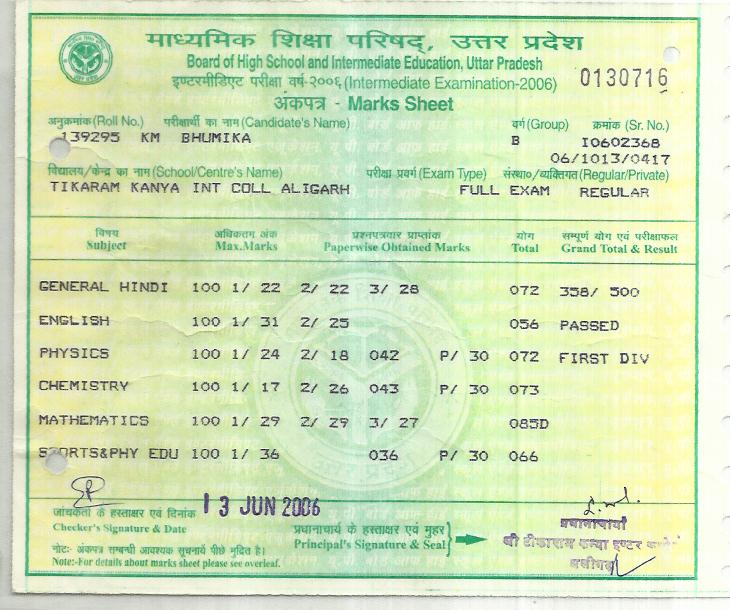 माध्यमिक शिक्षा परिषद्, उत्तर प्रदेश
Board of High School and Intermediate Education, Uttar Pradesh
इण्टरमीडिएट परीक्षा वर्ष-२००६ (Intermediate Examination-2006) 0130716
अंकपत्र - Marks Sheet
अनुक्रमांक (Roll No.) परीक्षार्थी का नाम (Candidate's Name) वर्ग (Group) क्रमांक (Sr. No.)
139295 KM BHUMIKA B I0602368
06/1013/0417
विद्यालय/केन्द्र का नाम (School/Centre's Name) परीक्षा प्रवर्ग (Exam Type) संस्था०/व्यक्तिगत (Regular/Private)
TIKARAM KANYA INT COLL ALIGARH FULL EXAM REGULAR
विषय अधिकतम अंक प्रश्नपत्रवार प्राप्तांक योग सम्पूर्ण योग एवं परीक्षाफल
Subject Max.Marks Paperwise Obtained Marks Total Grand Total & Result
GENERAL HINDI 100 1/ 22 2/ 22 3/ 28 072 358/ 500
ENGLISH 100 1/ 31 2/ 25 056 PASSED
PHYSICS 100 1/ 24 2/ 18 042 P/ 30 072 FIRST DIV
CHEMISTRY 100 1/ 17 2/ 26 043 P/ 30 073
MATHEMATICS 100 1/ 29 2/ 29 3/ 27 085D
SPORTS&PHY EDU 100 1/ 36 036 P/ 30 066
जांचकर्ता के हस्ताक्षर एवं दिनांक 13 JUN 2006
Checker's Signature & Date
प्रधानाचार्य के हस्ताक्षर एवं मुहर
Principal's Signature & Seal
प्रधानाचार्या
श्री टीकाराम कन्या इण्टर
अलीगढ़
नोट:- अंकपत्र सम्बन्धी आवश्यक सूचनायें पीछे मुद्रित है।
Note:-For details about marks sheet please see overleaf.